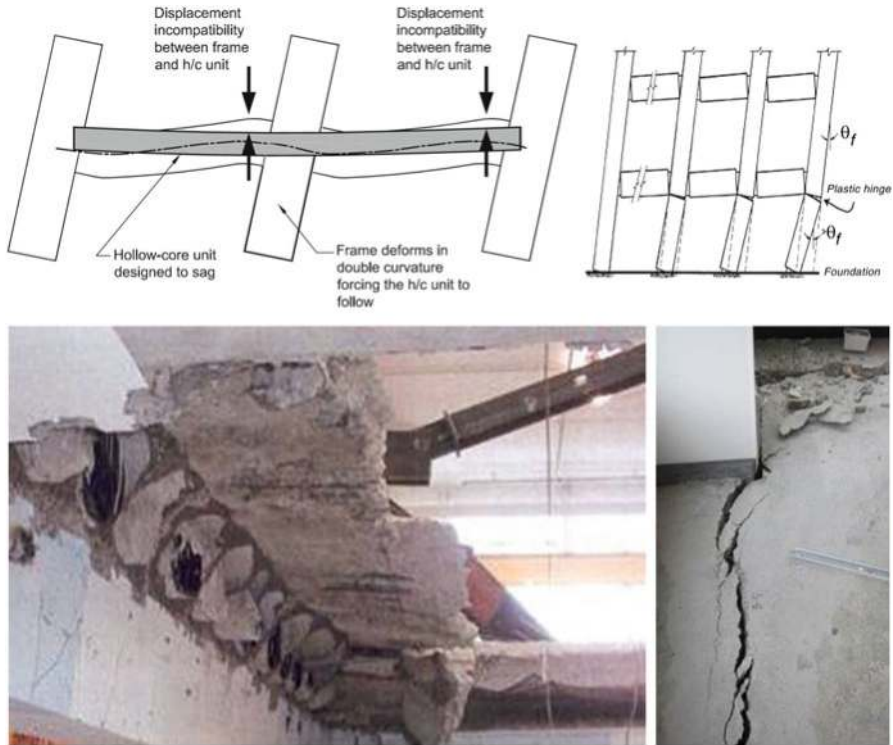 Displacement
incompatibility
between frame
and h/c unit
Displacement
incompatibility
between frame
and h/c unit
Hollow-core unit
designed to sag
Frame deforms in
double curvature
forcing the h/c unit to
follow
θf
Plastic hinge
θf
Foundation